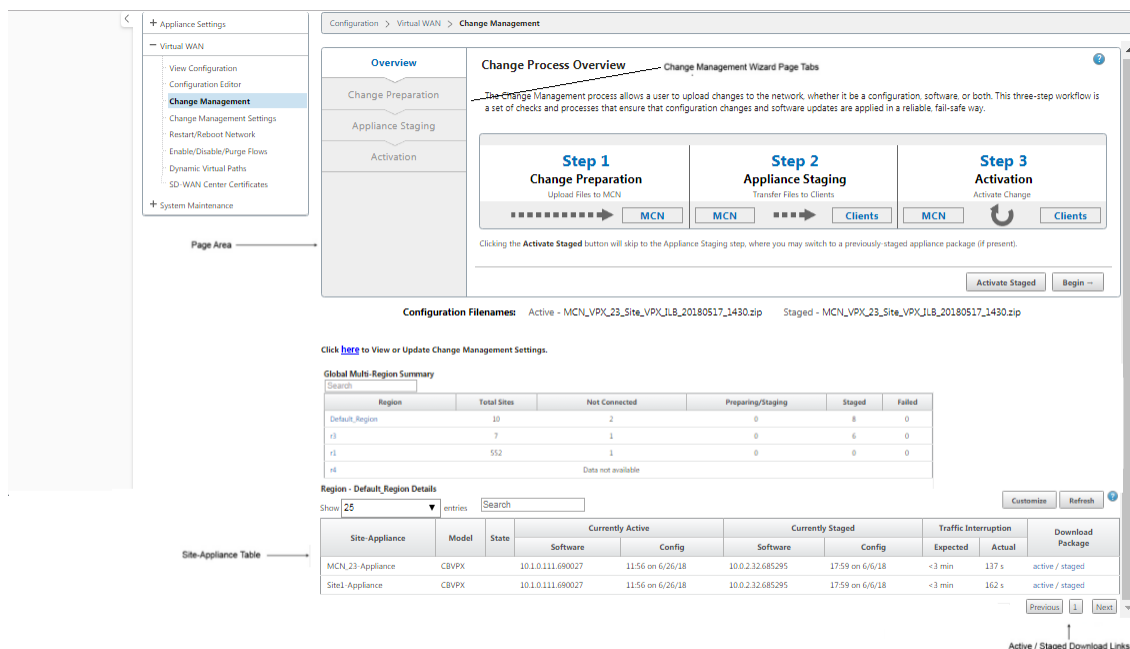 + Appliance Settings
− Virtual WAN
View Configuration
Configuration Editor
Change Management
Change Management Settings
Restart/Reboot Network
Enable/Disable/Purge Flows
Dynamic Virtual Paths
SD-WAN Center Certificates
+ System Maintenance
Page Area
Site-Appliance Table
Configuration > Virtual WAN > Change Management
Overview
Change Preparation
Appliance Staging
Activation
Change Process Overview
Change Management Wizard Page Tabs
?
The Change Management process allows a user to upload changes to the network, whether it be a configuration, software, or both. This three-step workflow is
a set of checks and processes that ensure that configuration changes and software updates are applied in a reliable, fail-safe way.
Step 1 Step 2 Step 3
Change Preparation Appliance Staging Activation
Upload Files to MCN Transfer Files to Clients Activate Change
MCN MCN Clients MCN Clients
Clicking the Activate Staged button will skip to the Appliance Staging step, where you may switch to a previously-staged appliance package (if present).
Activate Staged Begin →
Configuration Filenames: Active - MCN_VPX_23_Site_VPX_ILB_20180517_1430.zip Staged - MCN_VPX_23_Site_VPX_ILB_20180517_1430.zip
Click here to View or Update Change Management Settings.
Global Multi-Region Summary
Search
Region Total Sites Not Connected Preparing/Staging Staged Failed
Default_Region 10 2 0 8 0
r3 7 1 0 6 0
r1 552 1 0 0 0
r4 Data not available
Region - Default_Region Details
Show 25 entries Search Customize Refresh ?
Site-Appliance Model State Currently Active Currently Staged Traffic Interruption Download Package
Software Config Software Config Expected Actual
MCN_23-Appliance CBVPX 10.1.0.111.690027 11:56 on 6/26/18 10.0.2.32.685295 17:59 on 6/6/18 <3 min 137 s active / staged
Site1-Appliance CBVPX 10.1.0.111.690027 11:56 on 6/26/18 10.0.2.32.685295 17:59 on 6/6/18 <3 min 162 s active / staged
Previous 1 Next
Active / Staged Download Links